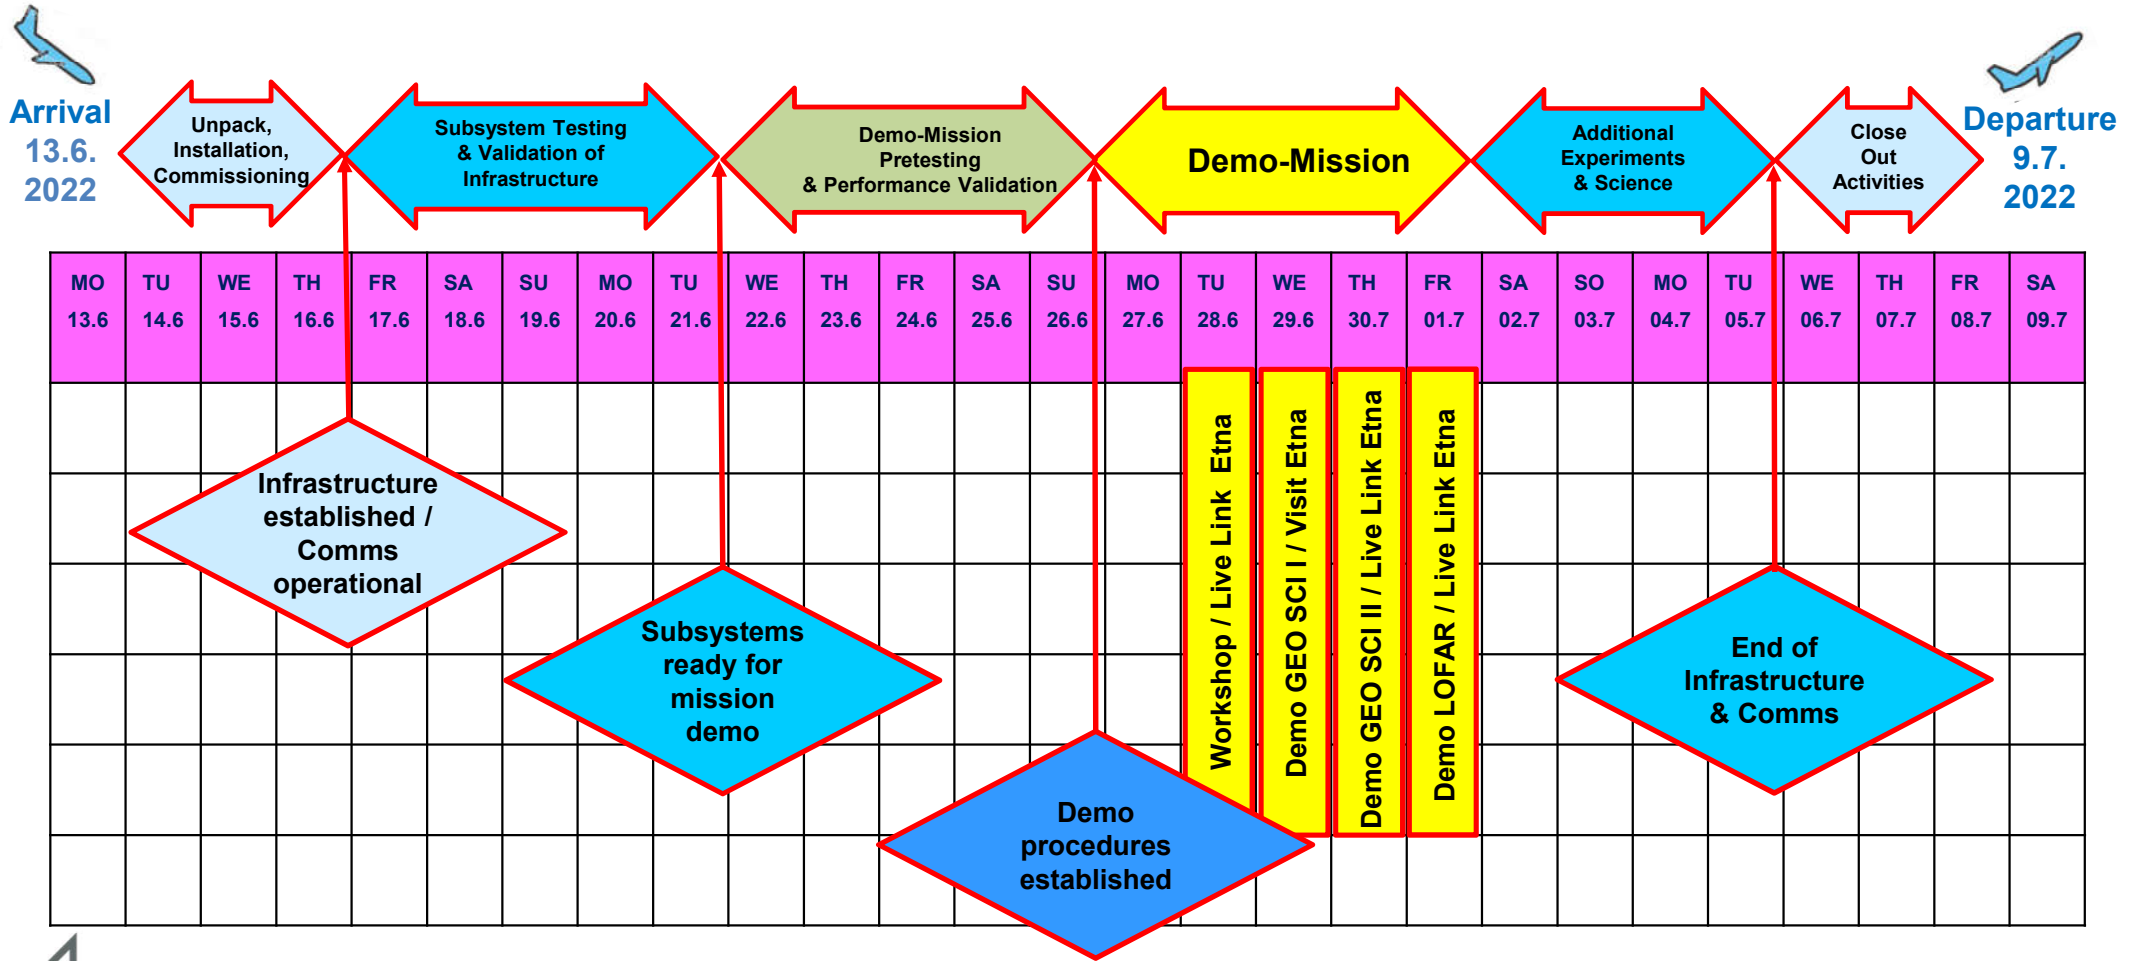 Arrival
13.6.
2022
Unpack,
Installation,
Commissioning
Subsystem Testing
& Validation of
Infrastructure
Demo-Mission
Pretesting
& Performance Validation
Demo-Mission
Additional
Experiments
& Science
Close
Out
Activities
Departure
9.7.
2022
MO TU WE TH FR SA SU MO TU WE TH FR SA SU MO TU WE TH FR SA SO MO TU WE TH FR SA
13.6 14.6 15.6 16.6 17.6 18.6 19.6 20.6 21.6 22.6 23.6 24.6 25.6 26.6 27.6 28.6 29.6 30.7 01.7 02.7 03.7 04.7 05.7 06.7 07.7 08.7 09.7
Infrastructure
established /
Comms
operational
Subsystems
ready for
mission
demo
Demo
procedures
established
Workshop / Live Link Etna
Demo GEO SCI I / Visit Etna
Demo GEO SCI II / Live Link Etna
Demo LOFAR / Live Link Etna
End of
Infrastructure
& Comms